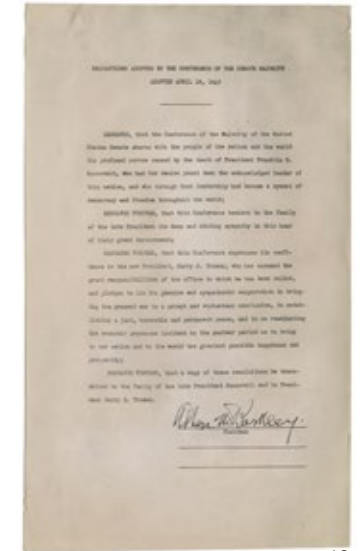 RESOLUTIONS ADOPTED BY THE CONFERENCE OF THE SENATE MAJORITY
ADOPTED APRIL 1945
RESOLVED, that the Conference of the Majority of the United
States Senate shares with the people of the nation and the world
the profound sorrow caused by the death of President Franklin D.
Roosevelt, who had for twelve years been the acknowledged leader of
this nation, and who through that leadership had become a symbol of
democracy and freedom throughout the world;
RESOLVED FURTHER, that this Conference tenders to the family
of the late President its deep and abiding sympathy in this hour
of their great bereavement;
RESOLVED FURTHER, that this Conference expresses its confi-
dence in the new President, Harry S. Truman, who has assumed the
great responsibilities of the office to which he has been called,
and pledges to him its genuine and sympathetic cooperation in bring-
ing the present war to a prompt and victorious conclusion, in estab-
lishing a just, honorable and permanent peace, and in so readjusting
the economic processes incident to the postwar period as to bring
to our nation and to the world the greatest possible happiness and
prosperity;
RESOLVED FURTHER, that a copy of these resolutions be trans-
mitted to the family of the late President Roosevelt and to Presi-
dent Harry S. Truman.
Alben W. Barkley
Chairman